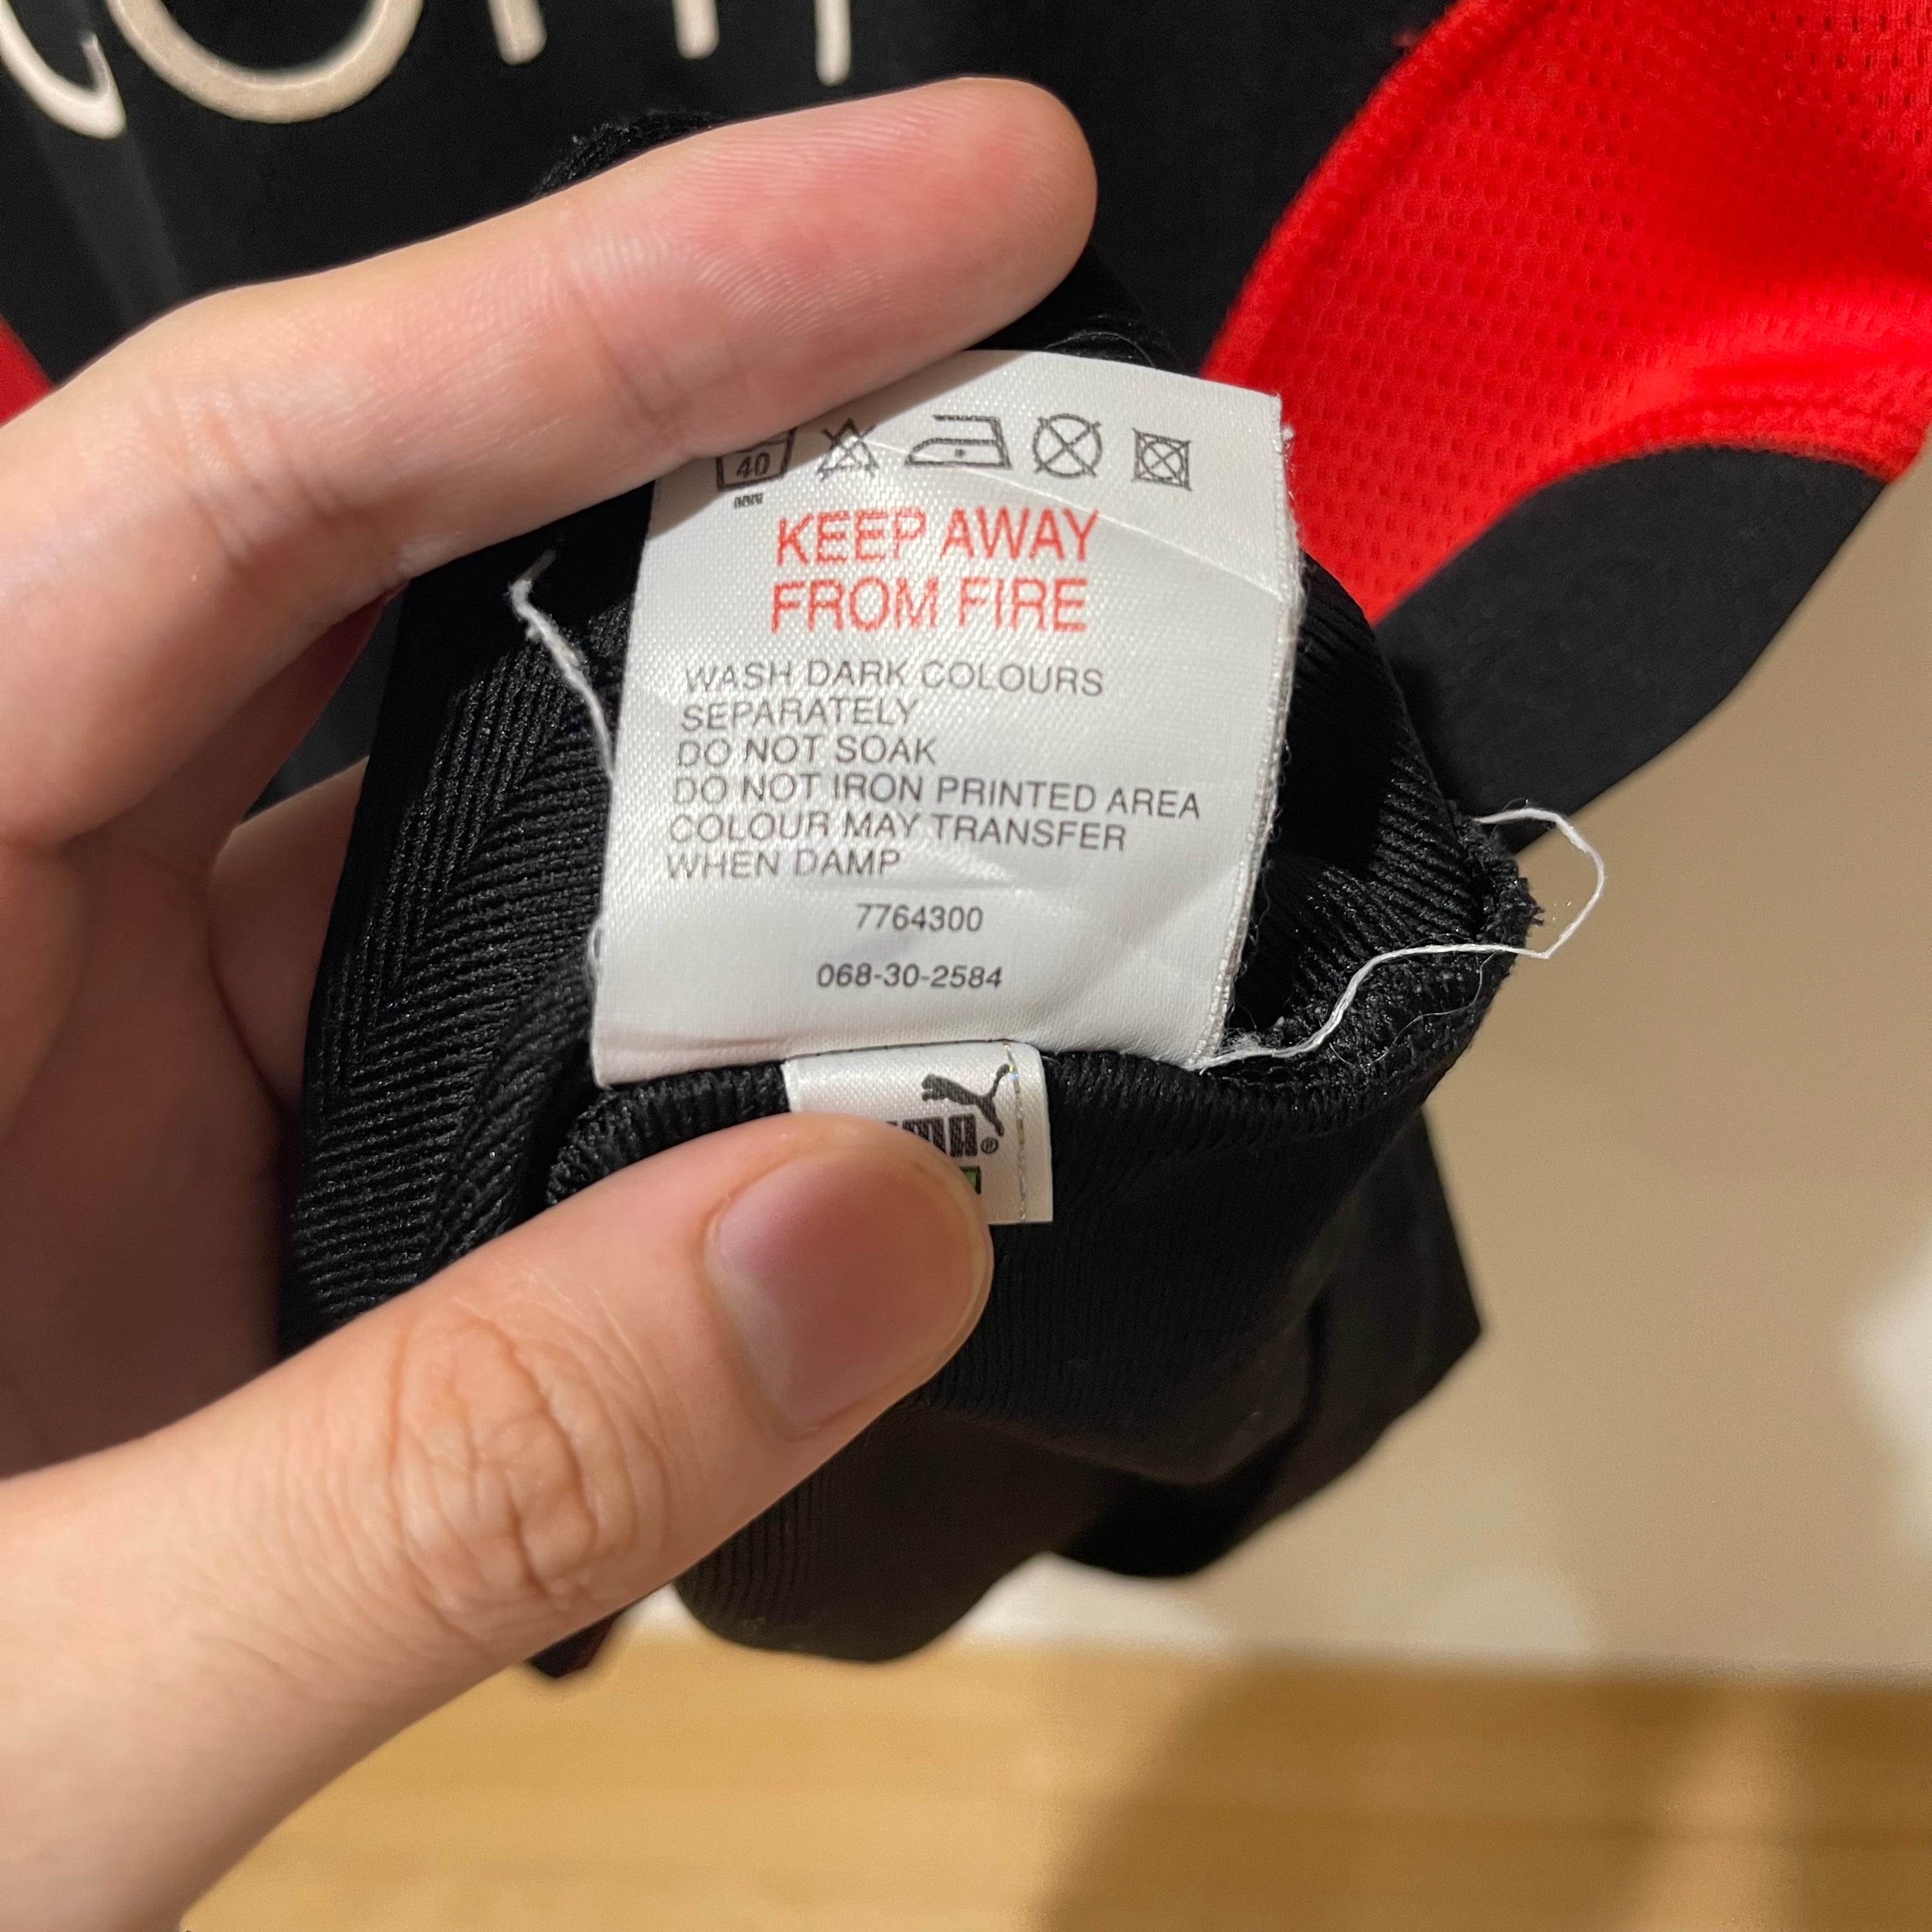 40
KEEP AWAY
FROM FIRE
WASH DARK COLOURS
SEPARATELY
DO NOT SOAK
DO NOT IRON PRINTED AREA
COLOUR MAY TRANSFER
WHEN DAMP
7764300
068-30-2584